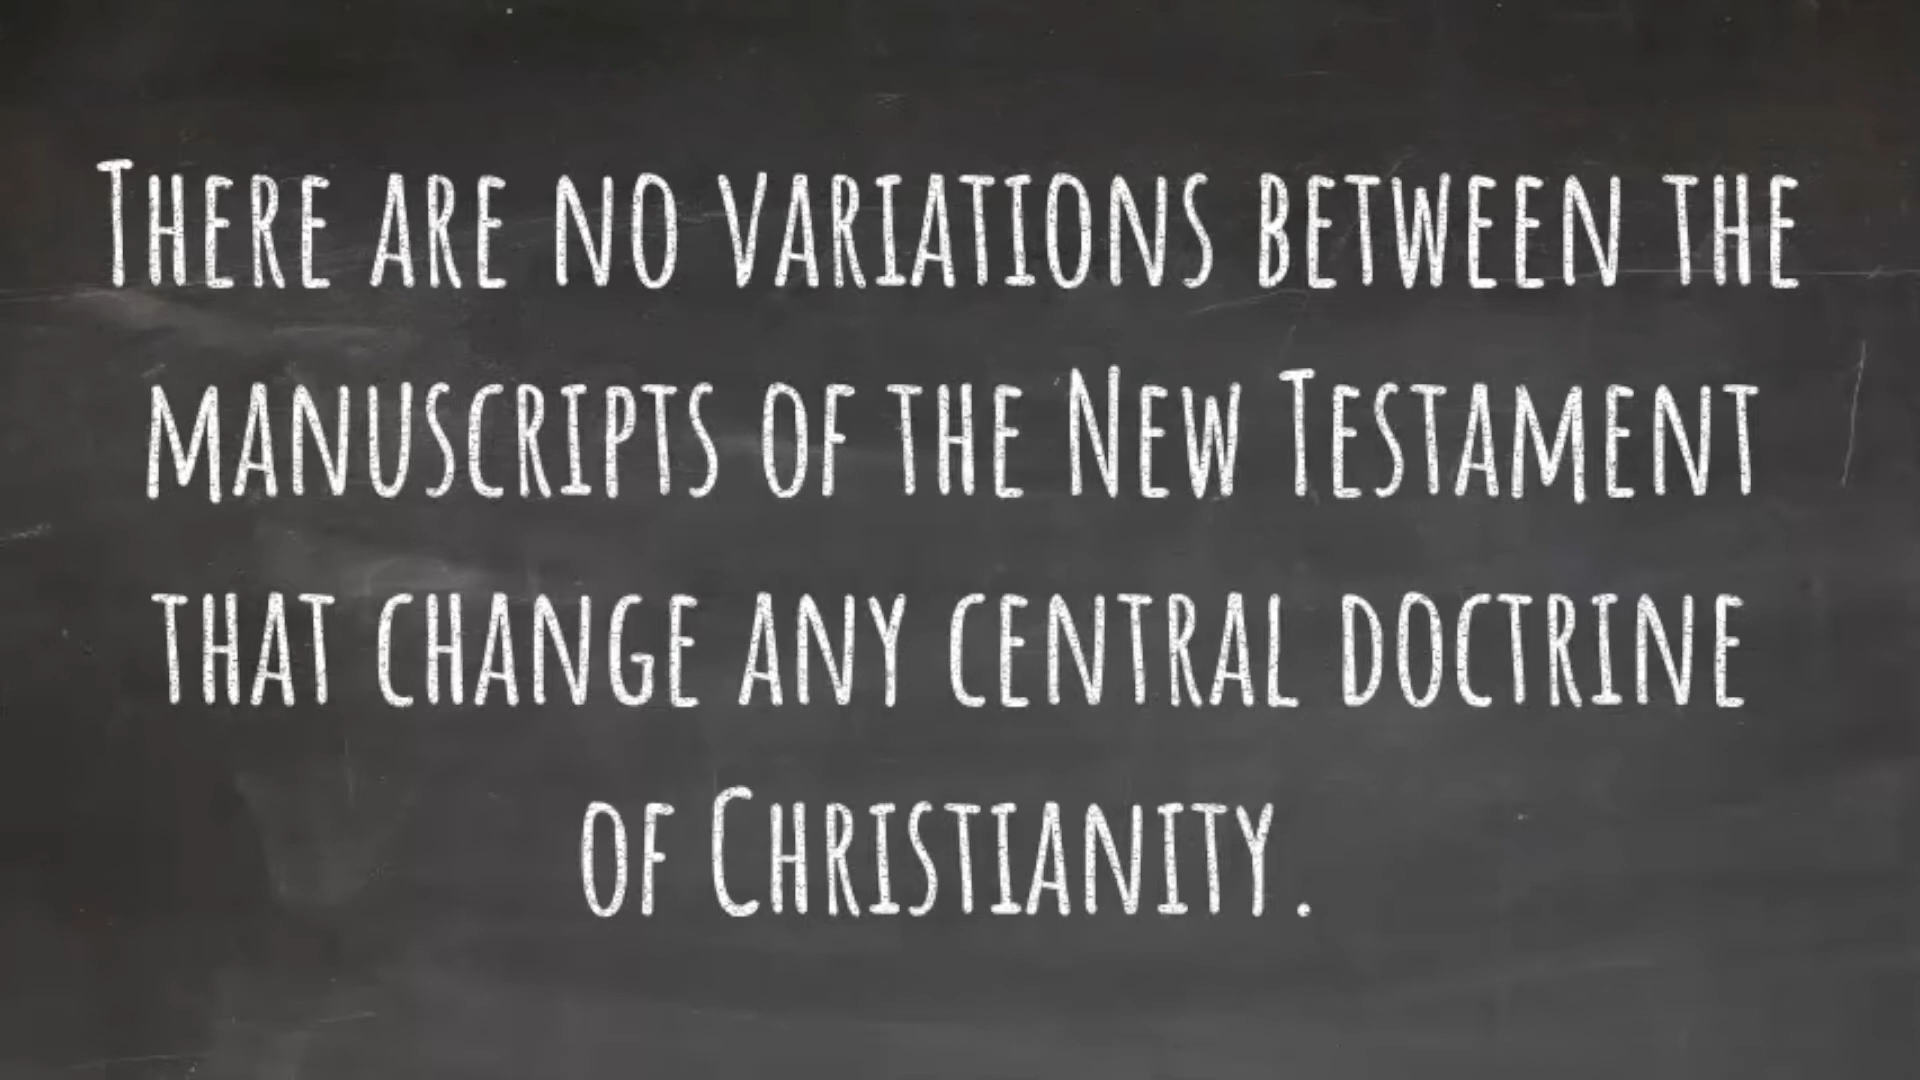 There are no variations between the
manuscripts of the New Testament
that change any central doctrine
of Christianity.